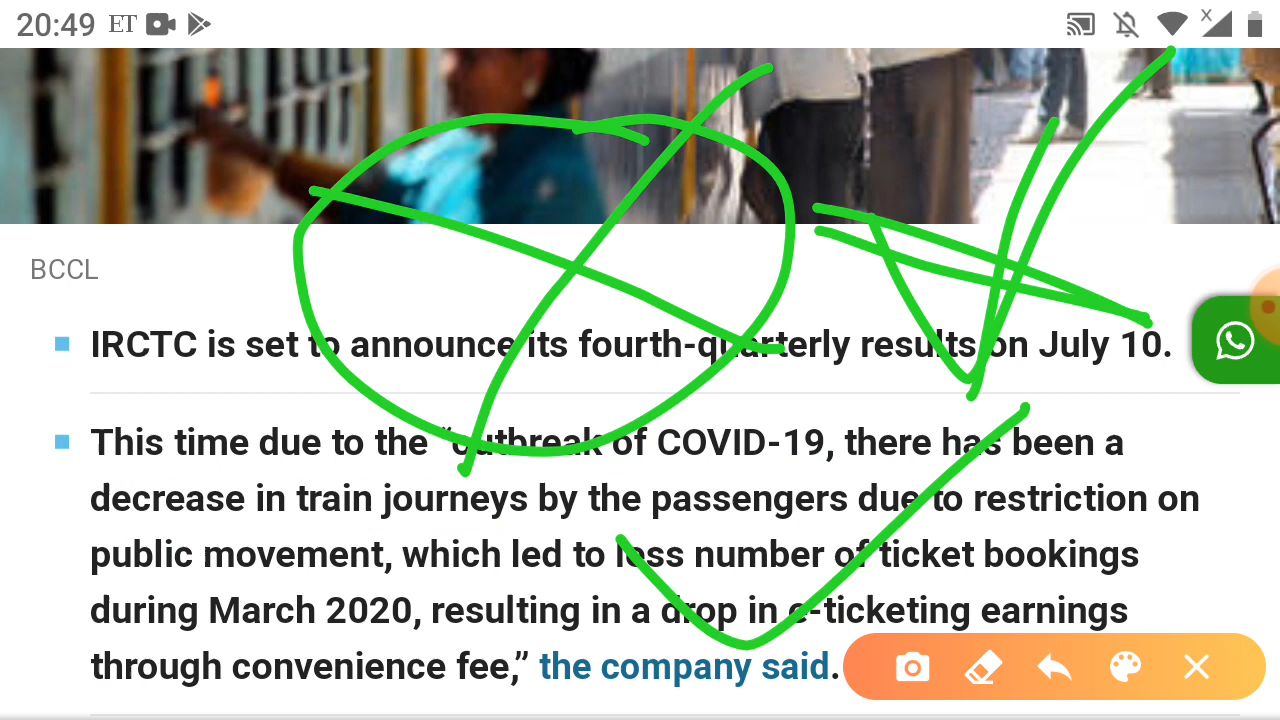 20:49 ET
X
BCCL
IRCTC is set to announce its fourth-quarterly results on July 10.
This time due to the “outbreak of COVID-19, there has been a
decrease in train journeys by the passengers due to restriction on
public movement, which led to less number of ticket bookings
during March 2020, resulting in a drop in e-ticketing earnings
through convenience fee,” the company said.